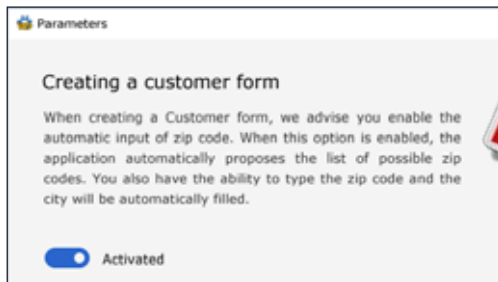 Parameters
Creating a customer form
When creating a Customer form, we advise you enable the
automatic input of zip code. When this option is enabled, the
application automatically proposes the list of possible zip
codes. You also have the ability to type the zip code and the
city will be automatically filled.
Activated